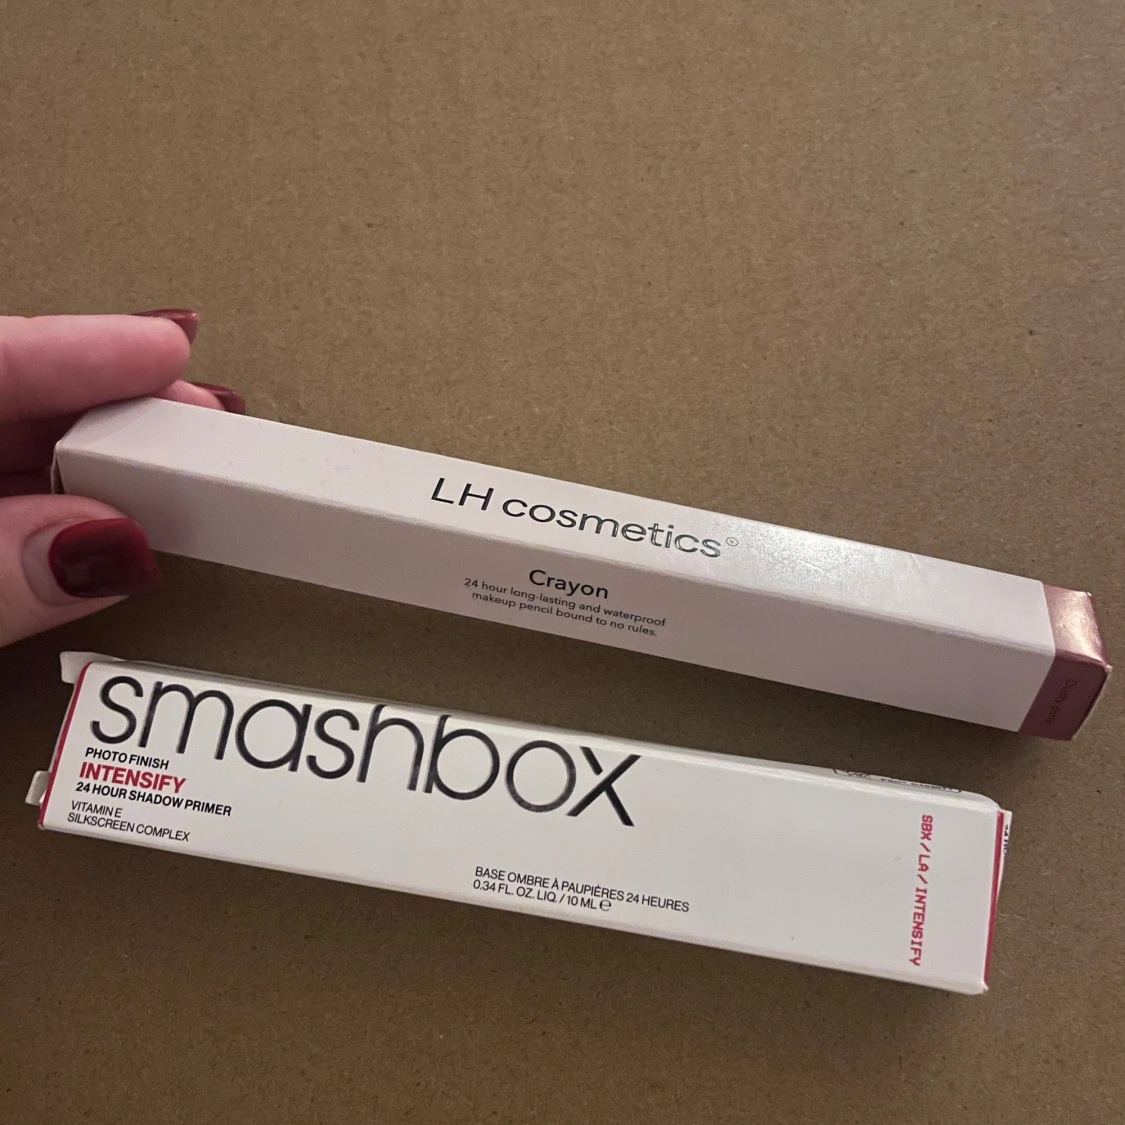 LH cosmetics
Crayon
24 hour long-lasting and waterproof
makeup pencil bound to no rules.
Dusty pink
smashbox
PHOTO FINISH
INTENSIFY
24 HOUR SHADOW PRIMER
VITAMIN E
SILKSCREEN COMPLEX
BASE OMBRE À PAUPIÈRES 24 HEURES
0.34 FL. OZ. LIQ. / 10 ML ℮
SBX/LA/INTENSIFY